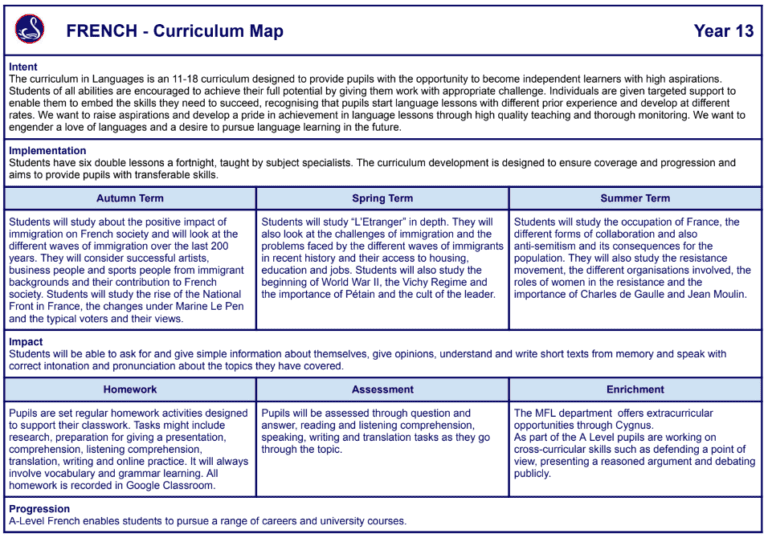 FRENCH - Curriculum Map
Year 13
Intent
The curriculum in Languages is an 11-18 curriculum designed to provide pupils with the opportunity to become independent learners with high aspirations.
Students of all abilities are encouraged to achieve their full potential by giving them work with appropriate challenge. Individuals are given targeted support to
enable them to embed the skills they need to succeed, recognising that pupils start language lessons with different prior experience and develop at different
rates. We want to raise aspirations and develop a pride in achievement in language lessons through high quality teaching and thorough monitoring. We want to
engender a love of languages and a desire to pursue language learning in the future.
Implementation
Students have six double lessons a fortnight, taught by subject specialists. The curriculum development is designed to ensure coverage and progression and
aims to provide pupils with transferable skills.
Autumn Term
Students will study about the positive impact of
immigration on French society and will look at the
different waves of immigration over the last 200
years. They will consider successful artists,
business people and sports people from immigrant
backgrounds and their contribution to French
society. Students will study the rise of the National
Front in France, the changes under Marine Le Pen
and the typical voters and their views.
Spring Term
Students will study “L’Etranger” in depth. They will
also look at the challenges of immigration and the
problems faced by the different waves of immigrants
in recent history and their access to housing,
education and jobs. Students will also study the
beginning of World War II, the Vichy Regime and
the importance of Pétain and the cult of the leader.
Summer Term
Students will study the occupation of France, the
different forms of collaboration and also
anti-semitism and its consequences for the
population. They will also study the resistance
movement, the different organisations involved, the
roles of women in the resistance and the
importance of Charles de Gaulle and Jean Moulin.
Impact
Students will be able to ask for and give simple information about themselves, give opinions, understand and write short texts from memory and speak with
correct intonation and pronunciation about the topics they have covered.
Homework
Pupils are set regular homework activities designed
to support their classwork. Tasks might include
research, preparation for giving a presentation,
comprehension, listening comprehension,
translation, writing and online practice. It will always
involve vocabulary and grammar learning. All
homework is recorded in Google Classroom.
Assessment
Pupils will be assessed through question and
answer, reading and listening comprehension,
speaking, writing and translation tasks as they go
through the topic.
Enrichment
The MFL department offers extracurricular
opportunities through Cygnus.
As part of the A Level pupils are working on
cross-curricular skills such as defending a point of
view, presenting a reasoned argument and debating
publicly.
Progression
A-Level French enables students to pursue a range of careers and university courses.